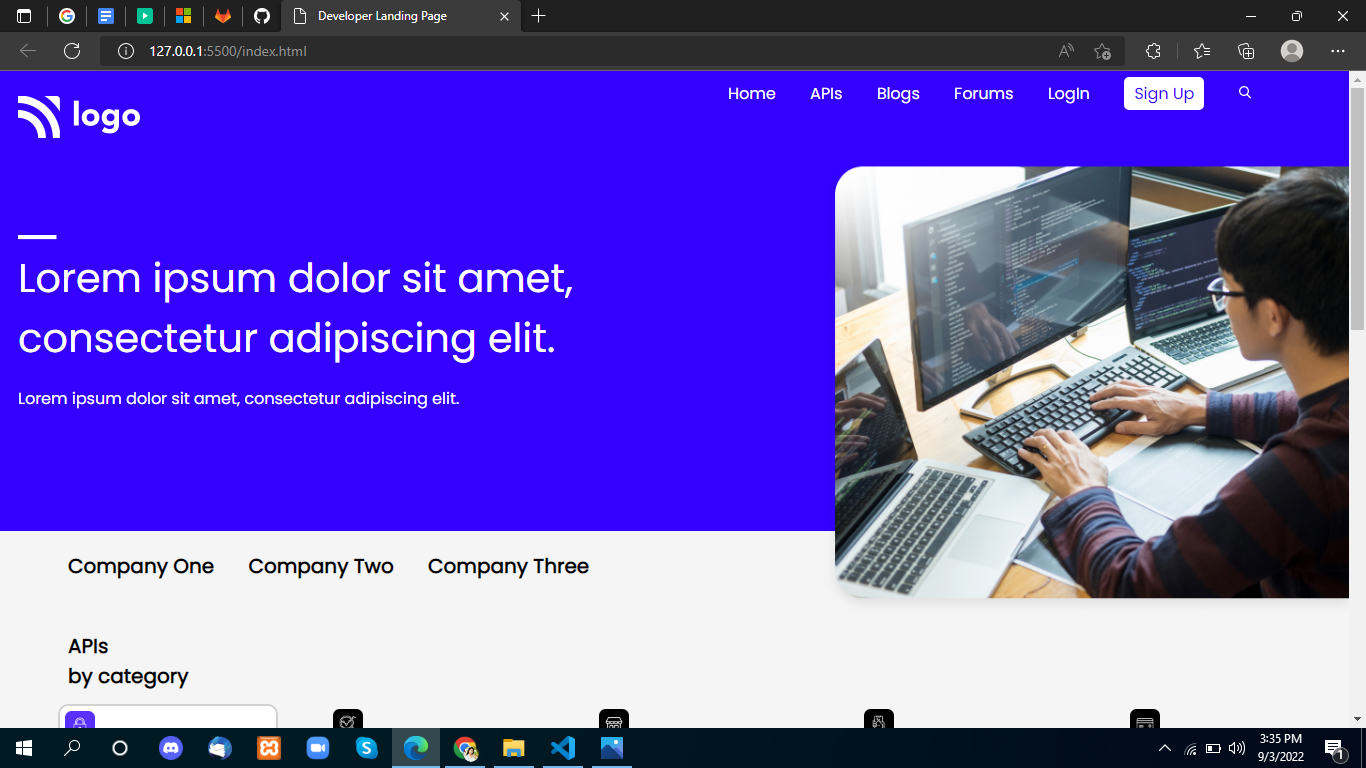 Developer Landing Page
127.0.0.1:5500/index.html
logo
Home APIs Blogs Forums LogIn Sign Up
Lorem ipsum dolor sit amet,
consectetur adipiscing elit.
Lorem ipsum dolor sit amet, consectetur adipiscing elit.
Company One Company Two Company Three
APIs
by category
3:35 PM
9/3/2022
1